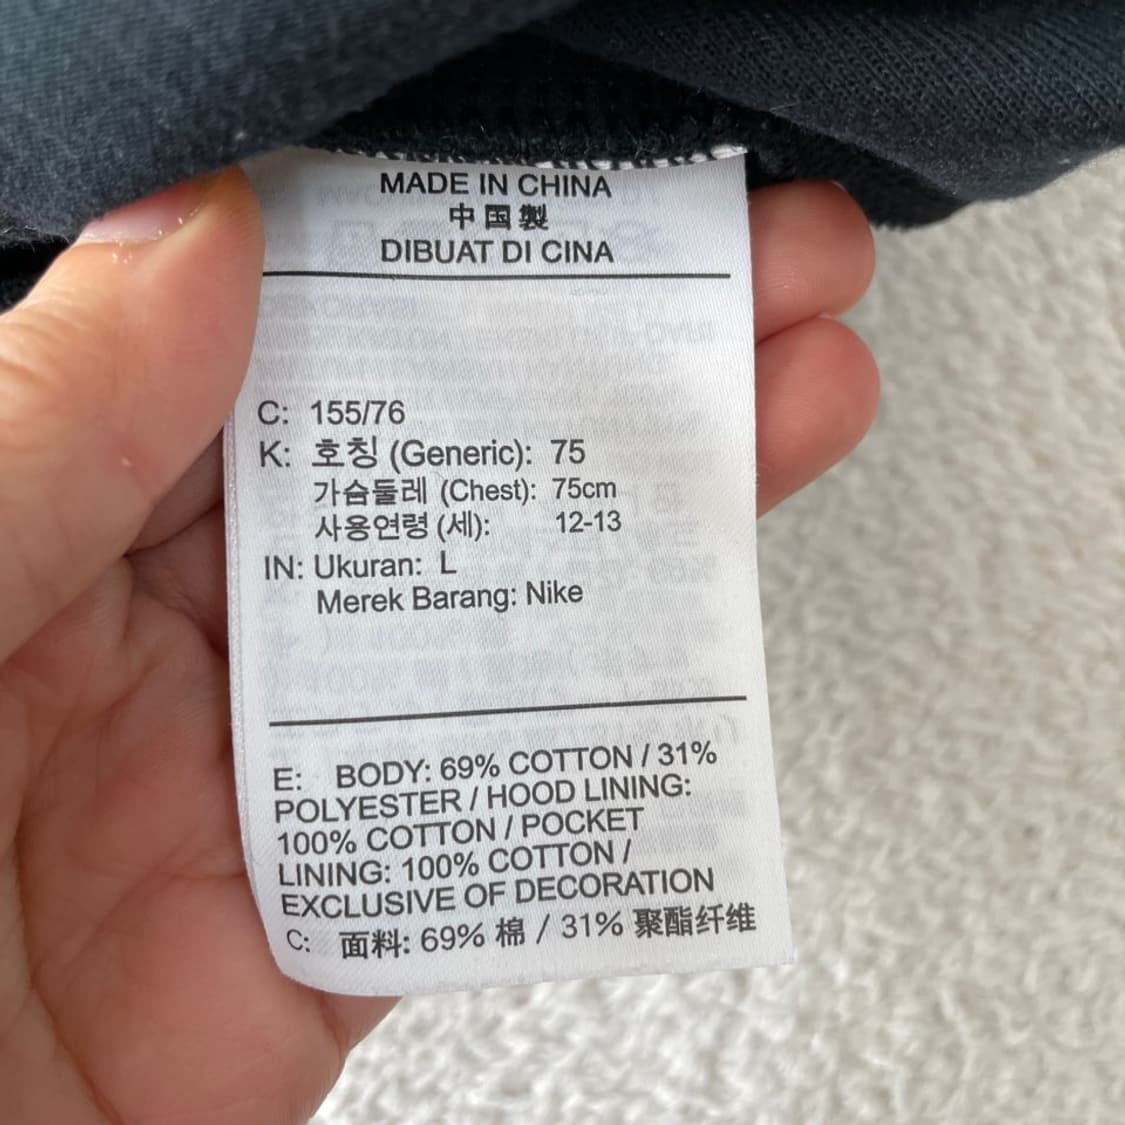 MADE IN CHINA
中国製
DIBUAT DI CINA
C: 155/76
K: 호칭 (Generic): 75
가슴둘레 (Chest): 75cm
사용연령 (세): 12-13
IN: Ukuran: L
Merek Barang: Nike
E: BODY: 69% COTTON / 31%
POLYESTER / HOOD LINING:
100% COTTON / POCKET
LINING: 100% COTTON /
EXCLUSIVE OF DECORATION
C: 面料: 69% 棉 / 31% 聚酯纤维